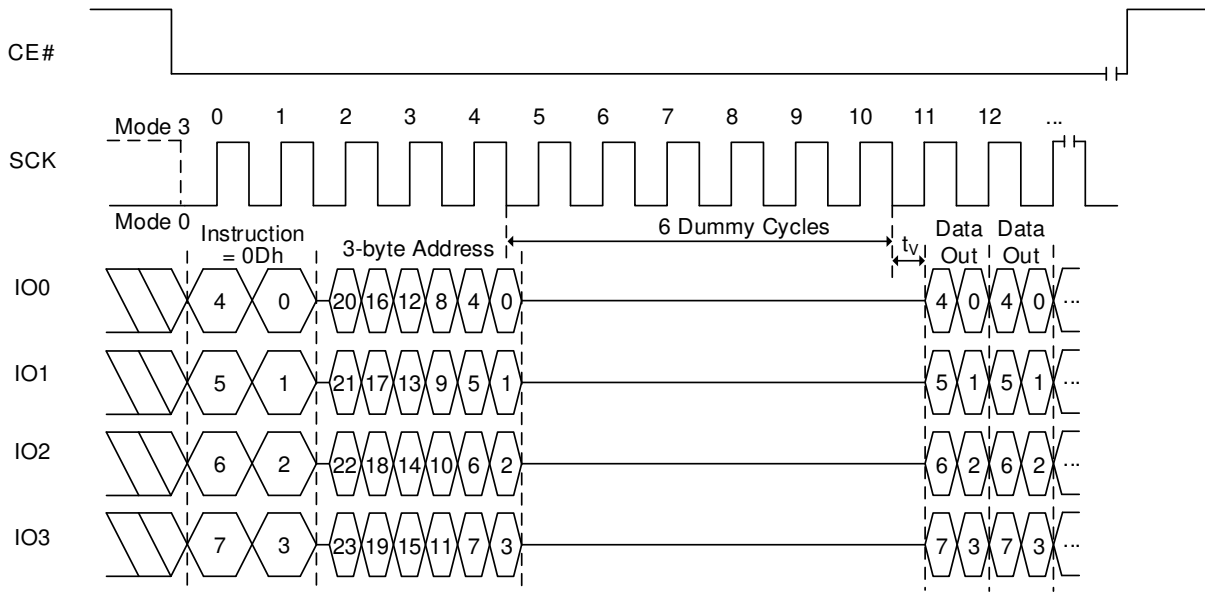 CE#
0 1 2 3 4 5 6 7 8 9 10 11 12 ...
Mode 3
SCK
Mode 0
Instruction
= 0Dh
3-byte Address
6 Dummy Cycles
tV
Data
Out
Data
Out
IO0 4 0 20 16 12 8 4 0 4 0 4 0 ...
IO1 5 1 21 17 13 9 5 1 5 1 5 1 ...
IO2 6 2 22 18 14 10 6 2 6 2 6 2 ...
IO3 7 3 23 19 15 11 7 3 7 3 7 3 ...